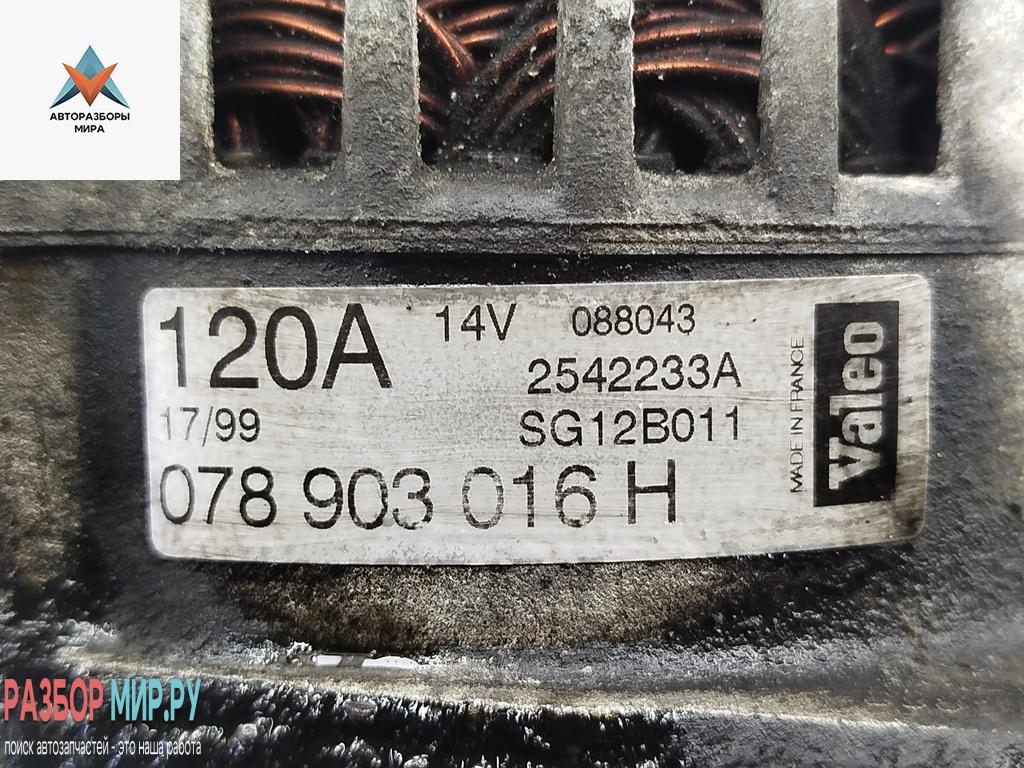 АВТОРАЗБОРЫ
МИРА
120A 14V 088043
2542233A
17/99 SG12B011
078 903 016 H
MADE IN FRANCE
Valeo
РАЗБОР МИР.РУ
поиск автозапчастей - это наша работа